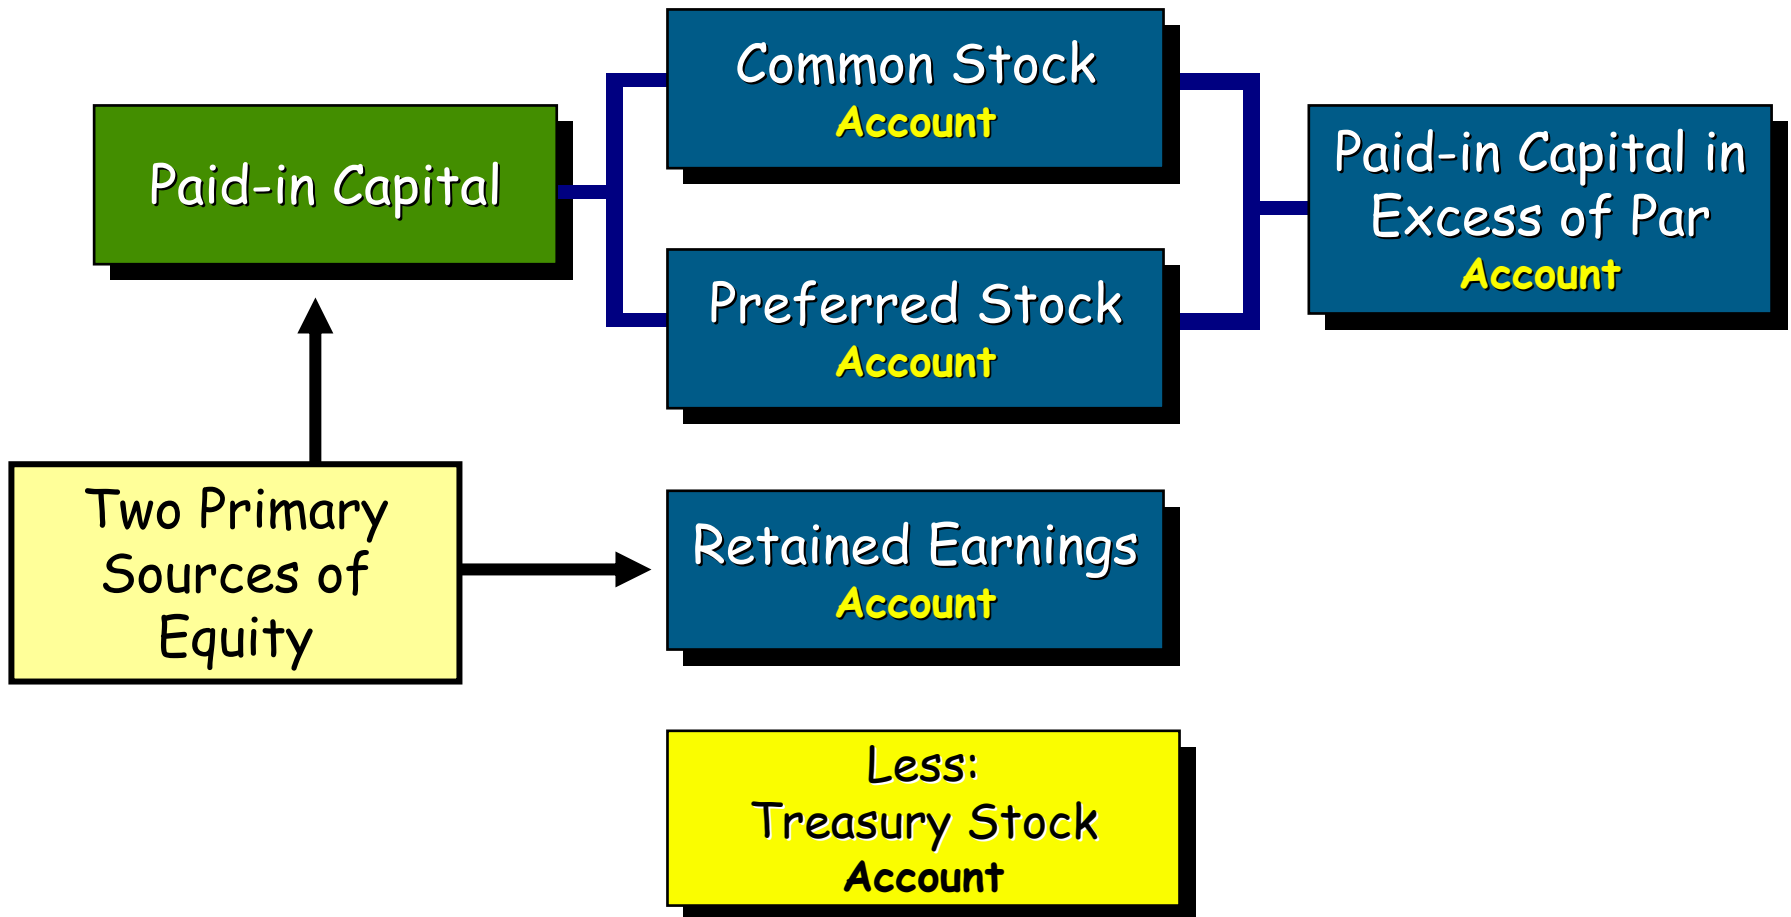 Common Stock
Account
Paid-in Capital
Paid-in Capital in
Excess of Par
Account
Preferred Stock
Account
Two Primary
Sources of
Equity
Retained Earnings
Account
Less:
Treasury Stock
Account